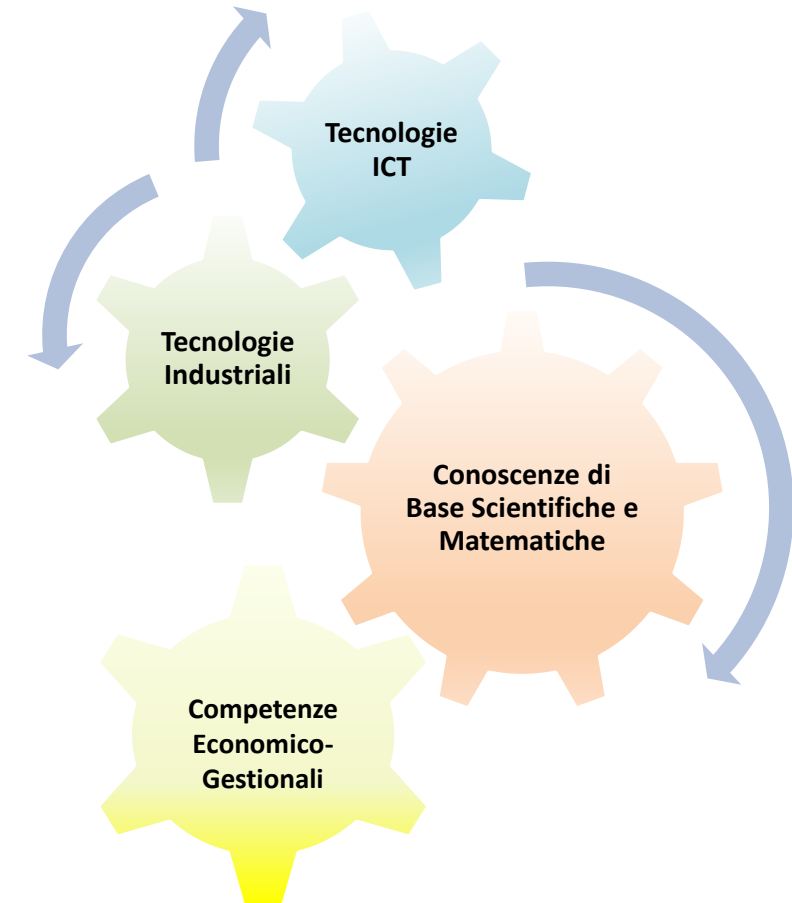 Tecnologie
ICT
Tecnologie
Industriali
Conoscenze di
Base Scientifiche e
Matematiche
Competenze
Economico-
Gestionali